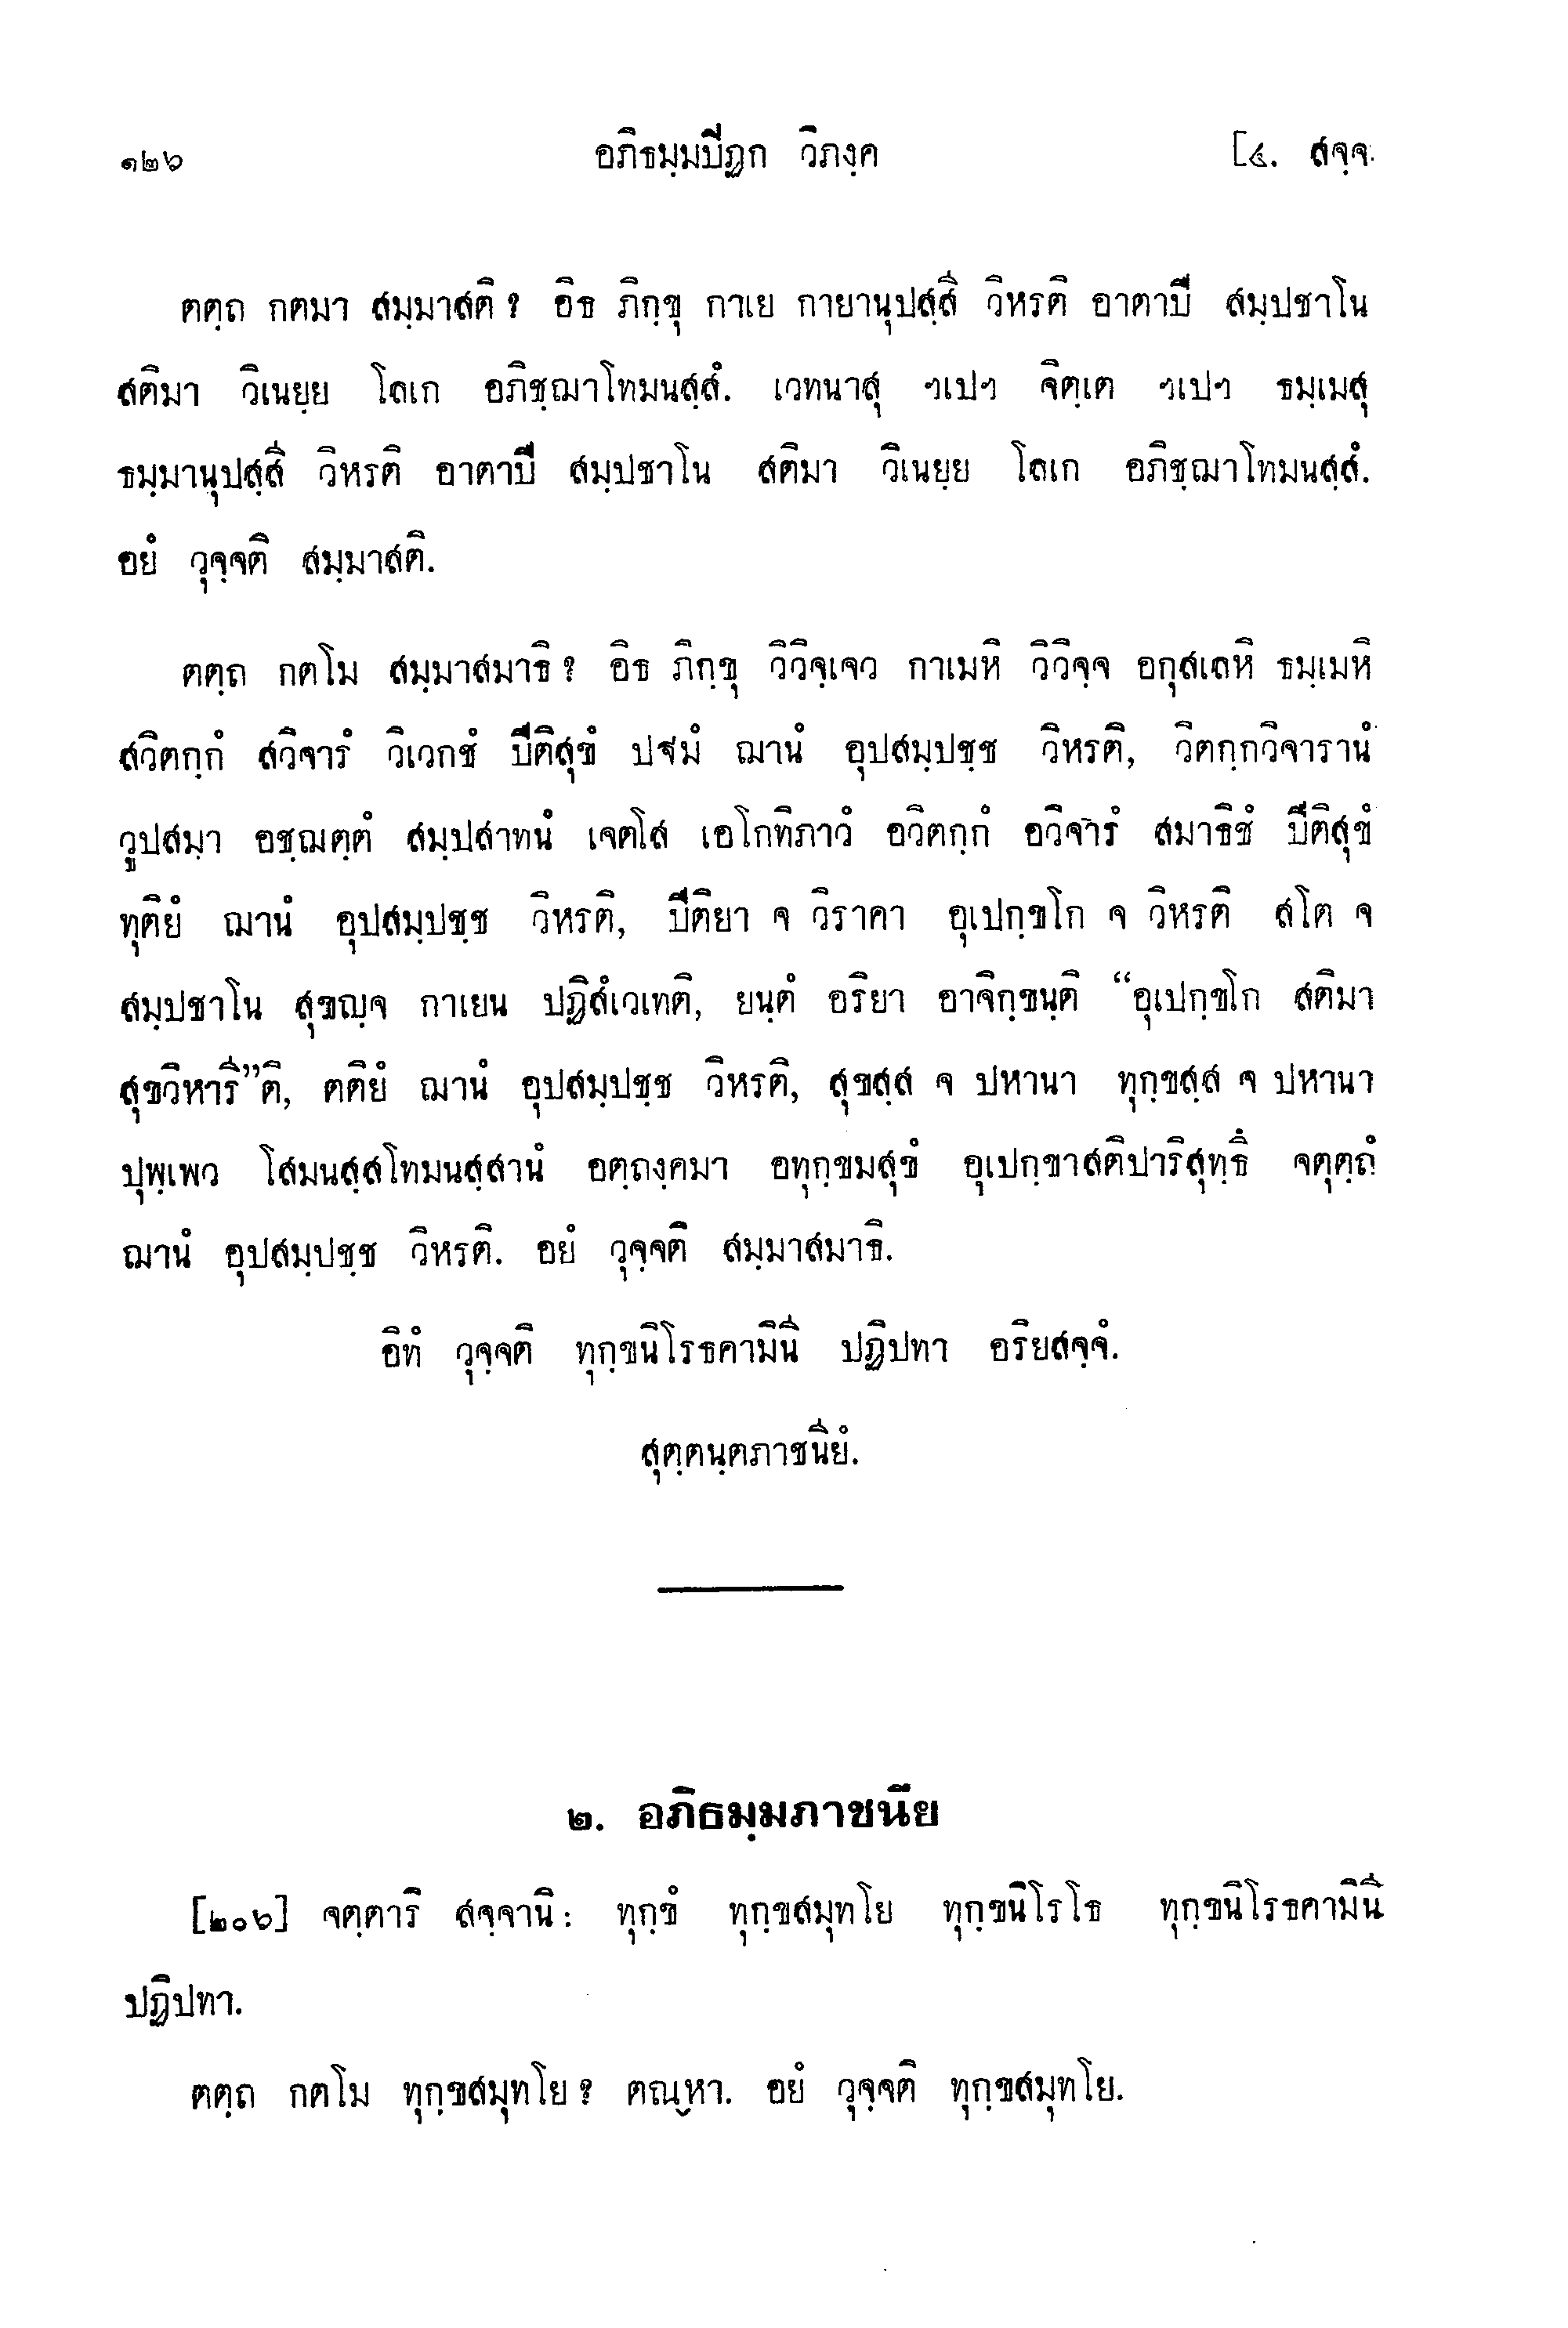 ๑๒๖ อภิธมฺมปีฏก วิภงฺค [๔. สจฺจ.
ตตฺถ กตมา สมฺมาสติ ? อิธ ภิกฺขุ กาเย กายานุปสฺสี วิหรติ อาตาปี สมฺปชาโน
สติมา วิเนยฺย โลเก อภิชฺฌาโทมนสฺสํ. เวทนาสุ ฯเปฯ จิตฺเต ฯเปฯ ธมฺเมสุ
ธมฺมานุปสฺสี วิหรติ อาตาปี สมฺปชาโน สติมา วิเนยฺย โลเก อภิชฺฌาโทมนสฺสํ.
อยํ วุจฺจติ สมฺมาสติ.
ตตฺถ กตโม สมฺมาสมาธิ ? อิธ ภิกฺขุ วิวิจฺเจว กาเมหิ วิวิจฺจ อกุสเลหิ ธมฺเมหิ
สวิตกฺกํ สวิจารํ วิเวกชํ ปีติสุขํ ปฐมํ ฌานํ อุปสมฺปชฺช วิหรติ, วิตกฺกวิจารานํ
วูปสมฺา อชฺฌตฺตํ สมฺปสาทนํ เจตโส เอโกทิภาวํ อวิตกฺกํ อวิจารํ สมาธิชํ ปีติสุขํ
ทุติยํ ฌานํ อุปสมฺปชฺช วิหรติ, ปีติยา จ วิราคา อุเปกฺขโก จ วิหรติ สโต จ
สมฺปชาโน สุขญฺจ กาเยน ปฏิสํเวเทติ, ยนฺตํ อริยา อาจิกฺขนฺติ “อุเปกฺขโก สติมา
สุขวิหารี”ติ, ตติยํ ฌานํ อุปสมฺปชฺช วิหรติ, สุขสฺส จ ปหานา ทุกฺขสฺส จ ปหานา
ปุพฺเพว โสมนสฺสโทมนสฺสานํ อตฺถงฺคมา อทุกฺขมสุขํ อุเปกฺขาสติปาริสุทฺธึ จตุตฺถํ
ฌานํ อุปสมฺปชฺช วิหรติ. อยํ วุจฺจติ สมฺมาสมาธิ.
อิทํ วุจฺจติ ทุกฺขนิโรธคามินี ปฏิปทา อริยสจฺจํ.
สุตฺตนฺตภาชนียํ.
๒. อภิธมฺมภาชนีย
[๒๐๖] จตฺตาริ สจฺจานิ : ทุกฺขํ ทุกฺขสมุทโย ทุกฺขนิโรโธ ทุกฺขนิโรธคามินี
ปฏิปทา.
ตตฺถ กตโม ทุกฺขสมุทโย ? ตณฺหา. อยํ วุจฺจติ ทุกฺขสมุทโย.